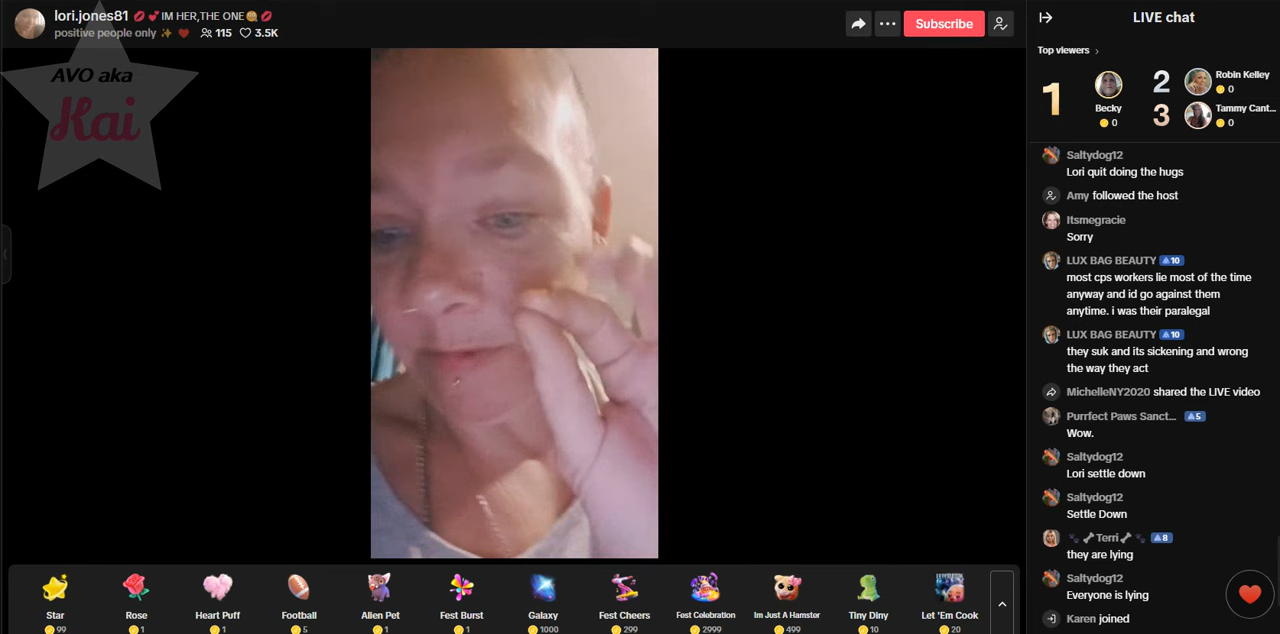 lori.jones81 💋💕IM HER,THE ONE💋
positive people only ✨ ❤️ 115 3.5K
Subscribe
AVO aka
Kai
LIVE chat
Top viewers >
1
Becky
0
2
Robin Kelley
0
3
Tammy Cant...
0
Saltydog12
Lori quit doing the hugs
Amy followed the host
Itsmegracie
Sorry
LUX BAG BEAUTY 10
most cps workers lie most of the time
anyway and id go against them
anytime. i was their paralegal
LUX BAG BEAUTY 10
they suk and its sickening and wrong
the way they act
MichelleNY2020 shared the LIVE video
Purrfect Paws Sanct... 5
Wow.
Saltydog12
Lori settle down
Saltydog12
Settle Down
🐾🦴Terri🦴🐾 8
they are lying
Saltydog12
Everyone is lying
Karen joined
Star
99
Rose
1
Heart Puff
1
Football
5
Alien Pet
1
Fest Burst
1
Galaxy
1000
Fest Cheers
299
Fest Celebration
2999
Im Just A Hamster
499
Tiny Diny
10
Let 'Em Cook
20